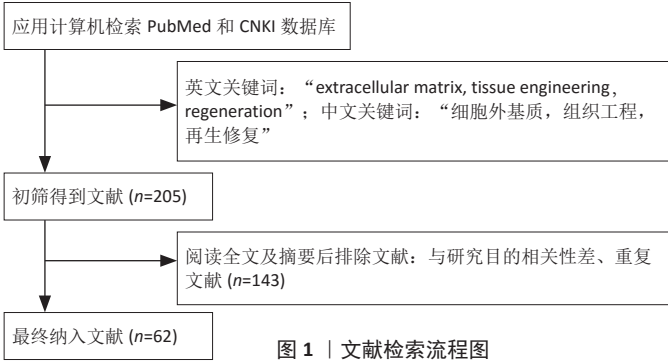 应用计算机检索 PubMed 和 CNKI 数据库
英文关键词：“extracellular matrix, tissue engineering,
regeneration”；中文关键词：“细胞外基质，组织工程，
再生修复”
初筛得到文献 (n=205)
阅读全文及摘要后排除文献：与研究目的相关性差、重复
文献 (n=143)
最终纳入文献 (n=62)
图 1 ｜文献检索流程图